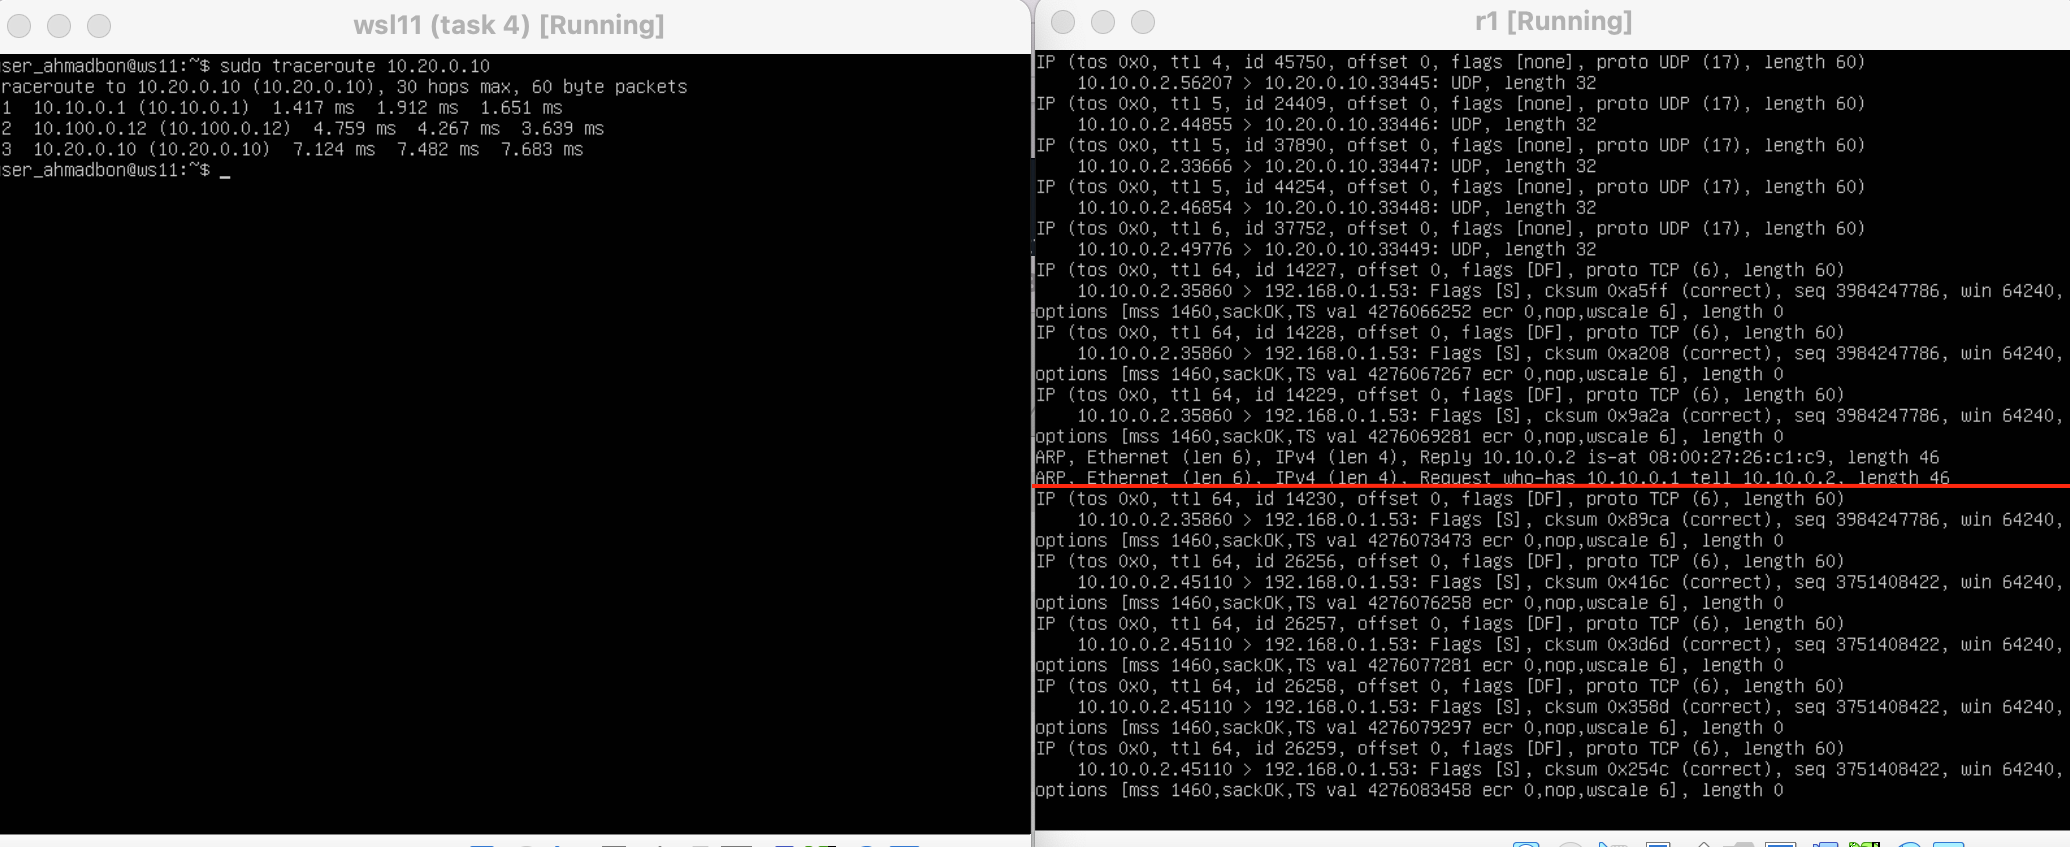 wsl11 (task 4) [Running]
ser_ahmadbon@ws11:~$ sudo traceroute 10.20.0.10
raceroute to 10.20.0.10 (10.20.0.10), 30 hops max, 60 byte packets
1  10.10.0.1 (10.10.0.1)  1.417 ms  1.912 ms  1.651 ms
2  10.100.0.12 (10.100.0.12)  4.759 ms  4.267 ms  3.639 ms
3  10.20.0.10 (10.20.0.10)  7.124 ms  7.482 ms  7.683 ms
ser_ahmadbon@ws11:~$ _
r1 [Running]
IP (tos 0x0, ttl 4, id 45750, offset 0, flags [none], proto UDP (17), length 60)
    10.10.0.2.56207 > 10.20.0.10.33445: UDP, length 32
IP (tos 0x0, ttl 5, id 24409, offset 0, flags [none], proto UDP (17), length 60)
    10.10.0.2.44855 > 10.20.0.10.33446: UDP, length 32
IP (tos 0x0, ttl 5, id 37890, offset 0, flags [none], proto UDP (17), length 60)
    10.10.0.2.33666 > 10.20.0.10.33447: UDP, length 32
IP (tos 0x0, ttl 5, id 44254, offset 0, flags [none], proto UDP (17), length 60)
    10.10.0.2.46854 > 10.20.0.10.33448: UDP, length 32
IP (tos 0x0, ttl 6, id 37752, offset 0, flags [none], proto UDP (17), length 60)
    10.10.0.2.49776 > 10.20.0.10.33449: UDP, length 32
IP (tos 0x0, ttl 64, id 14227, offset 0, flags [DF], proto TCP (6), length 60)
    10.10.0.2.35860 > 192.168.0.1.53: Flags [S], cksum 0xa5ff (correct), seq 3984247786, win 64240,
options [mss 1460,sackOK,TS val 4276066252 ecr 0,nop,wscale 6], length 0
IP (tos 0x0, ttl 64, id 14228, offset 0, flags [DF], proto TCP (6), length 60)
    10.10.0.2.35860 > 192.168.0.1.53: Flags [S], cksum 0xa208 (correct), seq 3984247786, win 64240,
options [mss 1460,sackOK,TS val 4276067267 ecr 0,nop,wscale 6], length 0
IP (tos 0x0, ttl 64, id 14229, offset 0, flags [DF], proto TCP (6), length 60)
    10.10.0.2.35860 > 192.168.0.1.53: Flags [S], cksum 0x9a2a (correct), seq 3984247786, win 64240,
options [mss 1460,sackOK,TS val 4276069281 ecr 0,nop,wscale 6], length 0
ARP, Ethernet (len 6), IPv4 (len 4), Reply 10.10.0.2 is-at 08:00:27:26:c1:c9, length 46
ARP, Ethernet (len 6), IPv4 (len 4), Request who-has 10.10.0.1 tell 10.10.0.2, length 46
IP (tos 0x0, ttl 64, id 14230, offset 0, flags [DF], proto TCP (6), length 60)
    10.10.0.2.35860 > 192.168.0.1.53: Flags [S], cksum 0x89ca (correct), seq 3984247786, win 64240,
options [mss 1460,sackOK,TS val 4276073473 ecr 0,nop,wscale 6], length 0
IP (tos 0x0, ttl 64, id 26256, offset 0, flags [DF], proto TCP (6), length 60)
    10.10.0.2.45110 > 192.168.0.1.53: Flags [S], cksum 0x416c (correct), seq 3751408422, win 64240,
options [mss 1460,sackOK,TS val 4276076258 ecr 0,nop,wscale 6], length 0
IP (tos 0x0, ttl 64, id 26257, offset 0, flags [DF], proto TCP (6), length 60)
    10.10.0.2.45110 > 192.168.0.1.53: Flags [S], cksum 0x3d6d (correct), seq 3751408422, win 64240,
options [mss 1460,sackOK,TS val 4276077281 ecr 0,nop,wscale 6], length 0
IP (tos 0x0, ttl 64, id 26258, offset 0, flags [DF], proto TCP (6), length 60)
    10.10.0.2.45110 > 192.168.0.1.53: Flags [S], cksum 0x358d (correct), seq 3751408422, win 64240,
options [mss 1460,sackOK,TS val 4276079297 ecr 0,nop,wscale 6], length 0
IP (tos 0x0, ttl 64, id 26259, offset 0, flags [DF], proto TCP (6), length 60)
    10.10.0.2.45110 > 192.168.0.1.53: Flags [S], cksum 0x254c (correct), seq 3751408422, win 64240,
options [mss 1460,sackOK,TS val 4276083458 ecr 0,nop,wscale 6], length 0